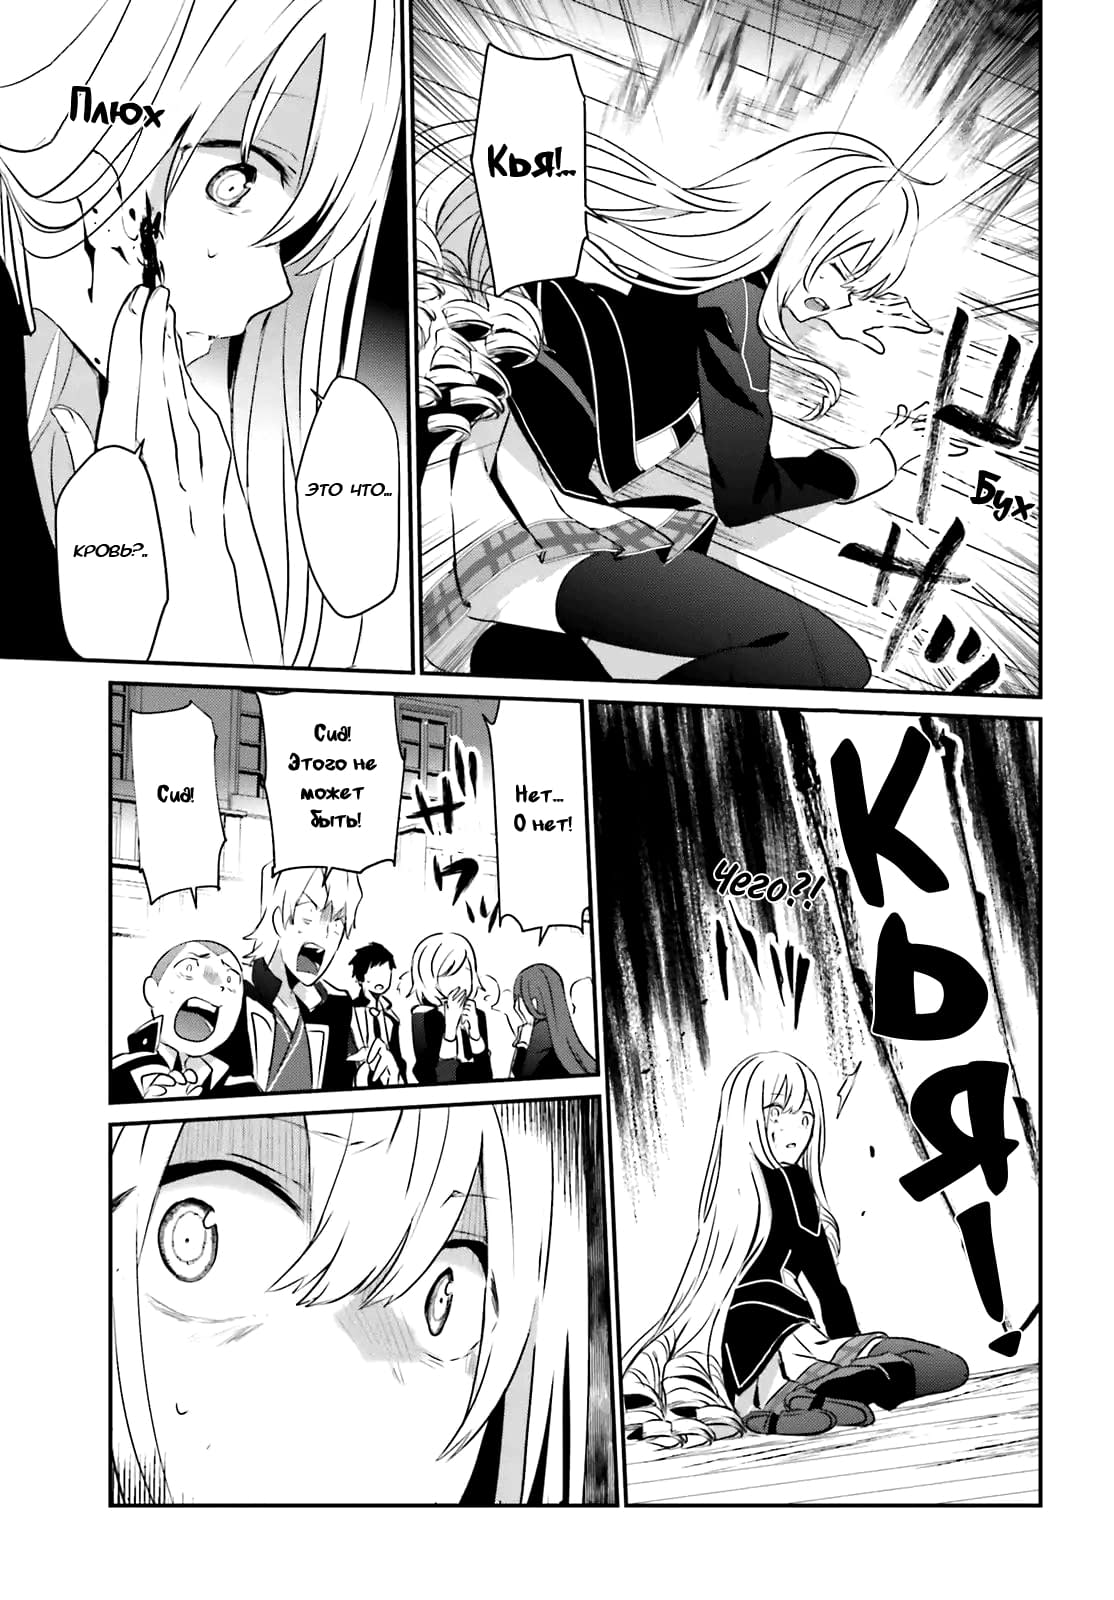 Кья!...
Бух
Плюх
это что...
кровь?..
Кья!
Чего?!
Нет...
О нет!
Сид!
Этого не
может
быть!
Сид!